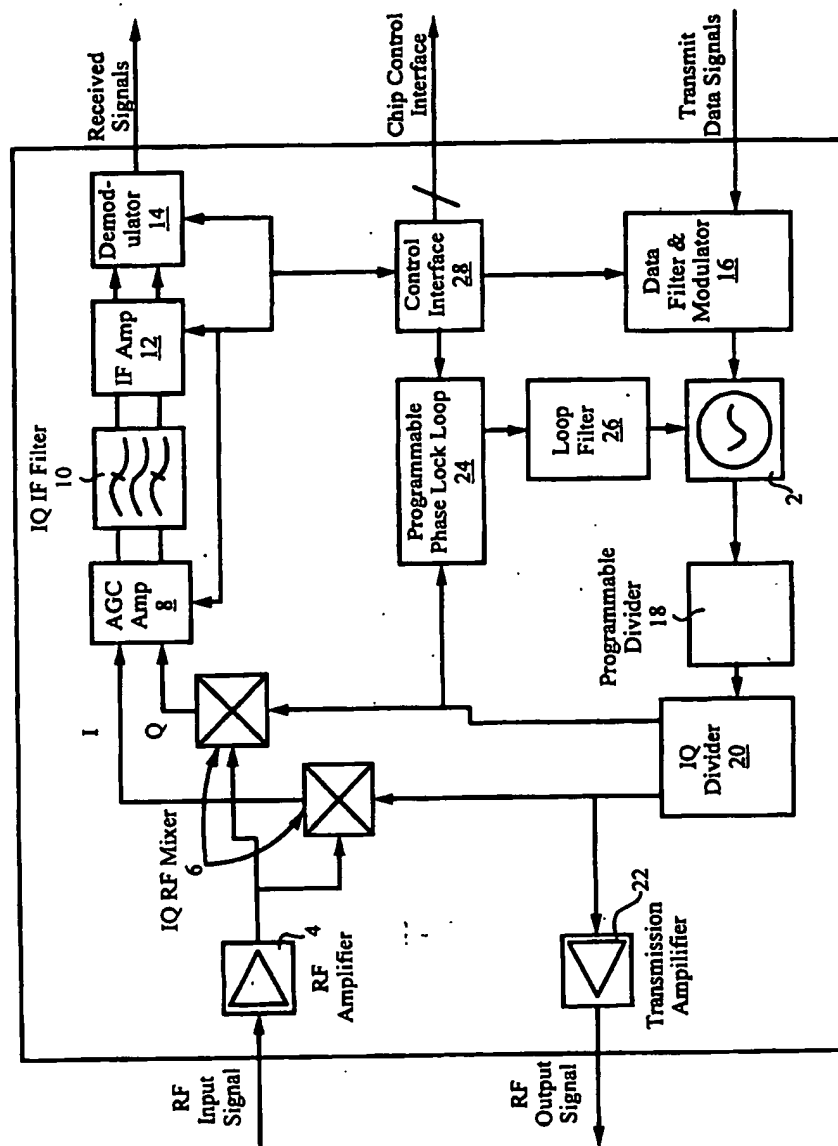 RF
Input
Signal
4
RF
Amplifier
IQ RF Mixer
6
I
Q
AGC
Amp
8
IQ IF Filter
10
IF Amp
12
Demod-
ulator
14
Received
Signals
Programmable
Phase Lock Loop
24
Control
Interface
28
Chip Control
Interface
Loop
Filter
26
RF
Output
Signal
22
Transmission
Ampilifier
IQ
Divider
20
Programmable
Divider
18
2
Data
Filter &
Modulator
16
Transmit
Data Signals